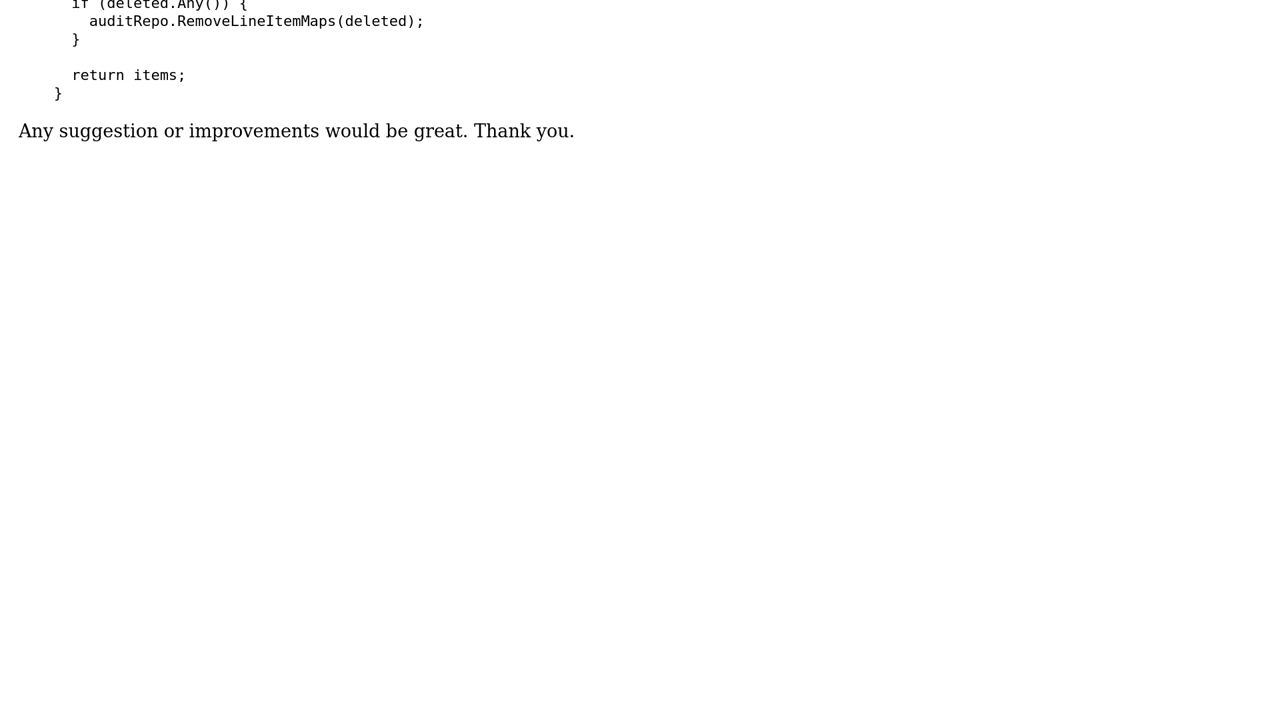 if (deleted.Any()) {
auditRepo.RemoveLineItemMaps(deleted);
}
return items;
}
Any suggestion or improvements would be great. Thank you.